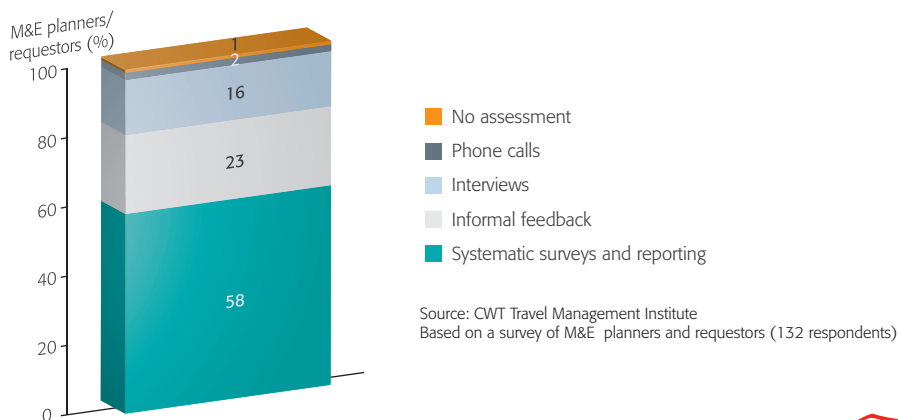 M&E planners/
requestors (%)
100
80
60
40
20
0
1
2
16
23
58
No assessment
Phone calls
Interviews
Informal feedback
Systematic surveys and reporting
Source: CWT Travel Management Institute
Based on a survey of M&E planners and requestors (132 respondents)